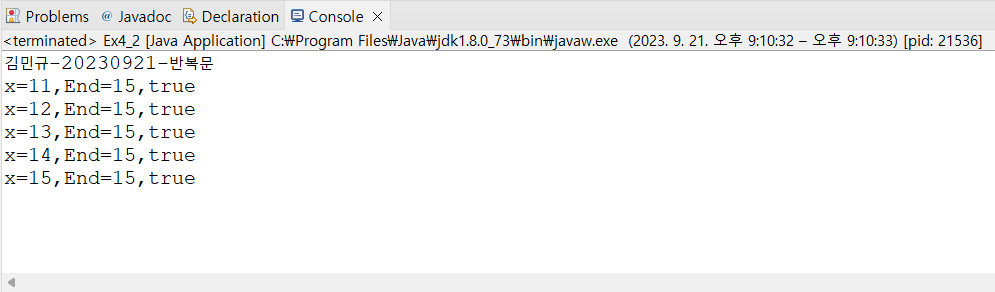 Problems @ Javadoc Declaration Console
<terminated> Ex4_2 [Java Application] C:₩Program Files₩Java₩jdk1.8.0_73₩bin₩javaw.exe (2023. 9. 21. 오후 9:10:32 – 오후 9:10:33) [pid: 21536]
김민규-20230921-반복문
x=11,End=15,true
x=12,End=15,true
x=13,End=15,true
x=14,End=15,true
x=15,End=15,true